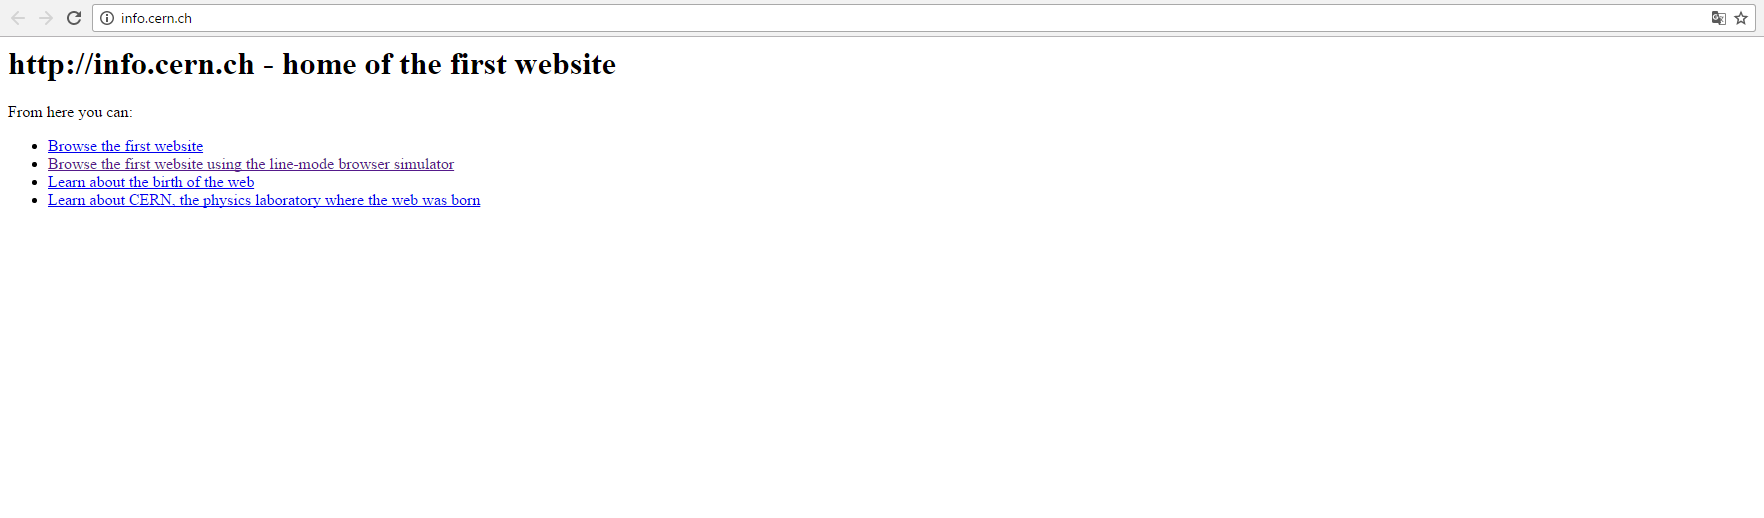 info.cern.ch
http://info.cern.ch - home of the first website
From here you can:
Browse the first website
Browse the first website using the line-mode browser simulator
Learn about the birth of the web
Learn about CERN, the physics laboratory where the web was born